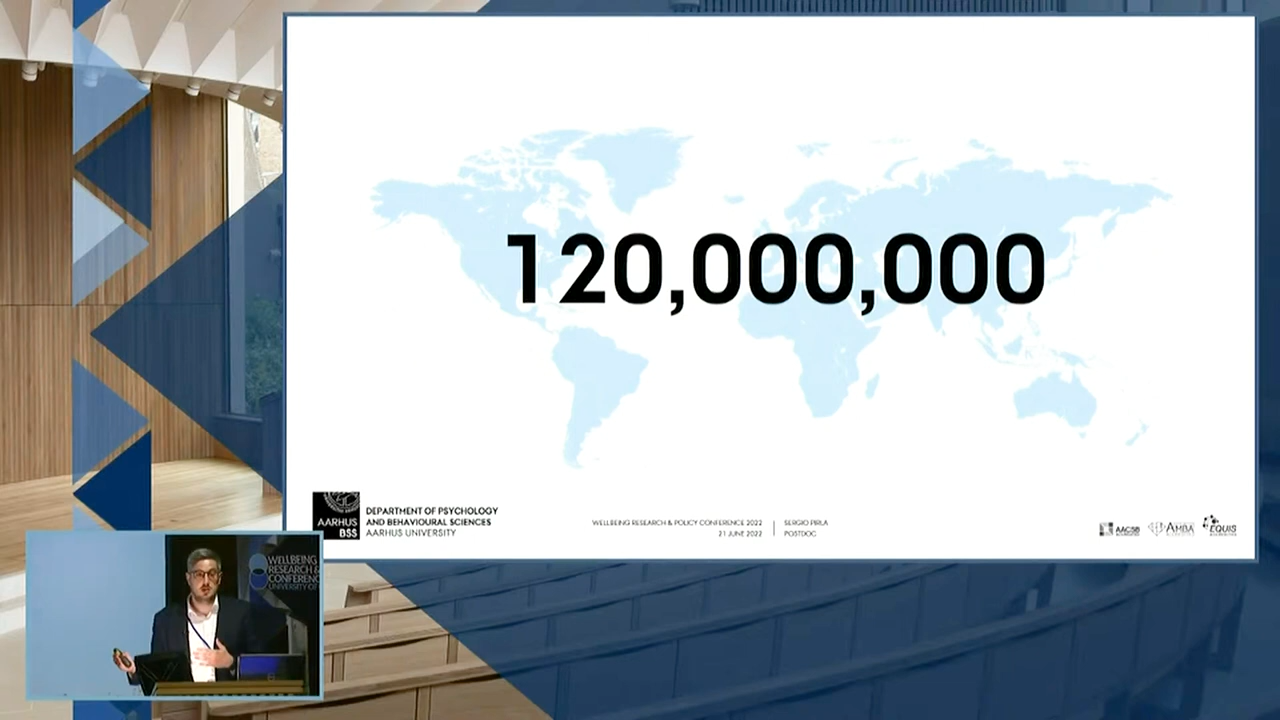 120,000,000
AARHUS
BSS
DEPARTMENT OF PSYCHOLOGY
AND BEHAVIOURAL SCIENCES
AARHUS UNIVERSITY
WELLBEING RESEARCH & POLICY CONFERENCE 2022
21 JUNE 2022
SERGIO PIRLA
POSTDOC
AACSB
AMBA
EQUIS
WELLBEING
RESEARCH &
CONFERENC
UNIVERSITY OF